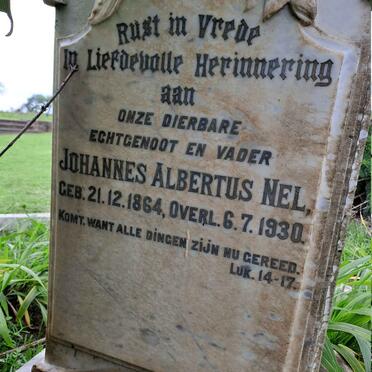 Rust in Vrede
In Liefdevolle Herinnering
aan
ONZE DIERBARE
ECHTGENOOT EN VADER
JOHANNES ALBERTUS NEL,
GEB. 21.12.1864, OVERL. 6.7.1930.
KOMT, WANT ALLE DINGEN ZIJN NU GEREED.
LUK. 14-17.